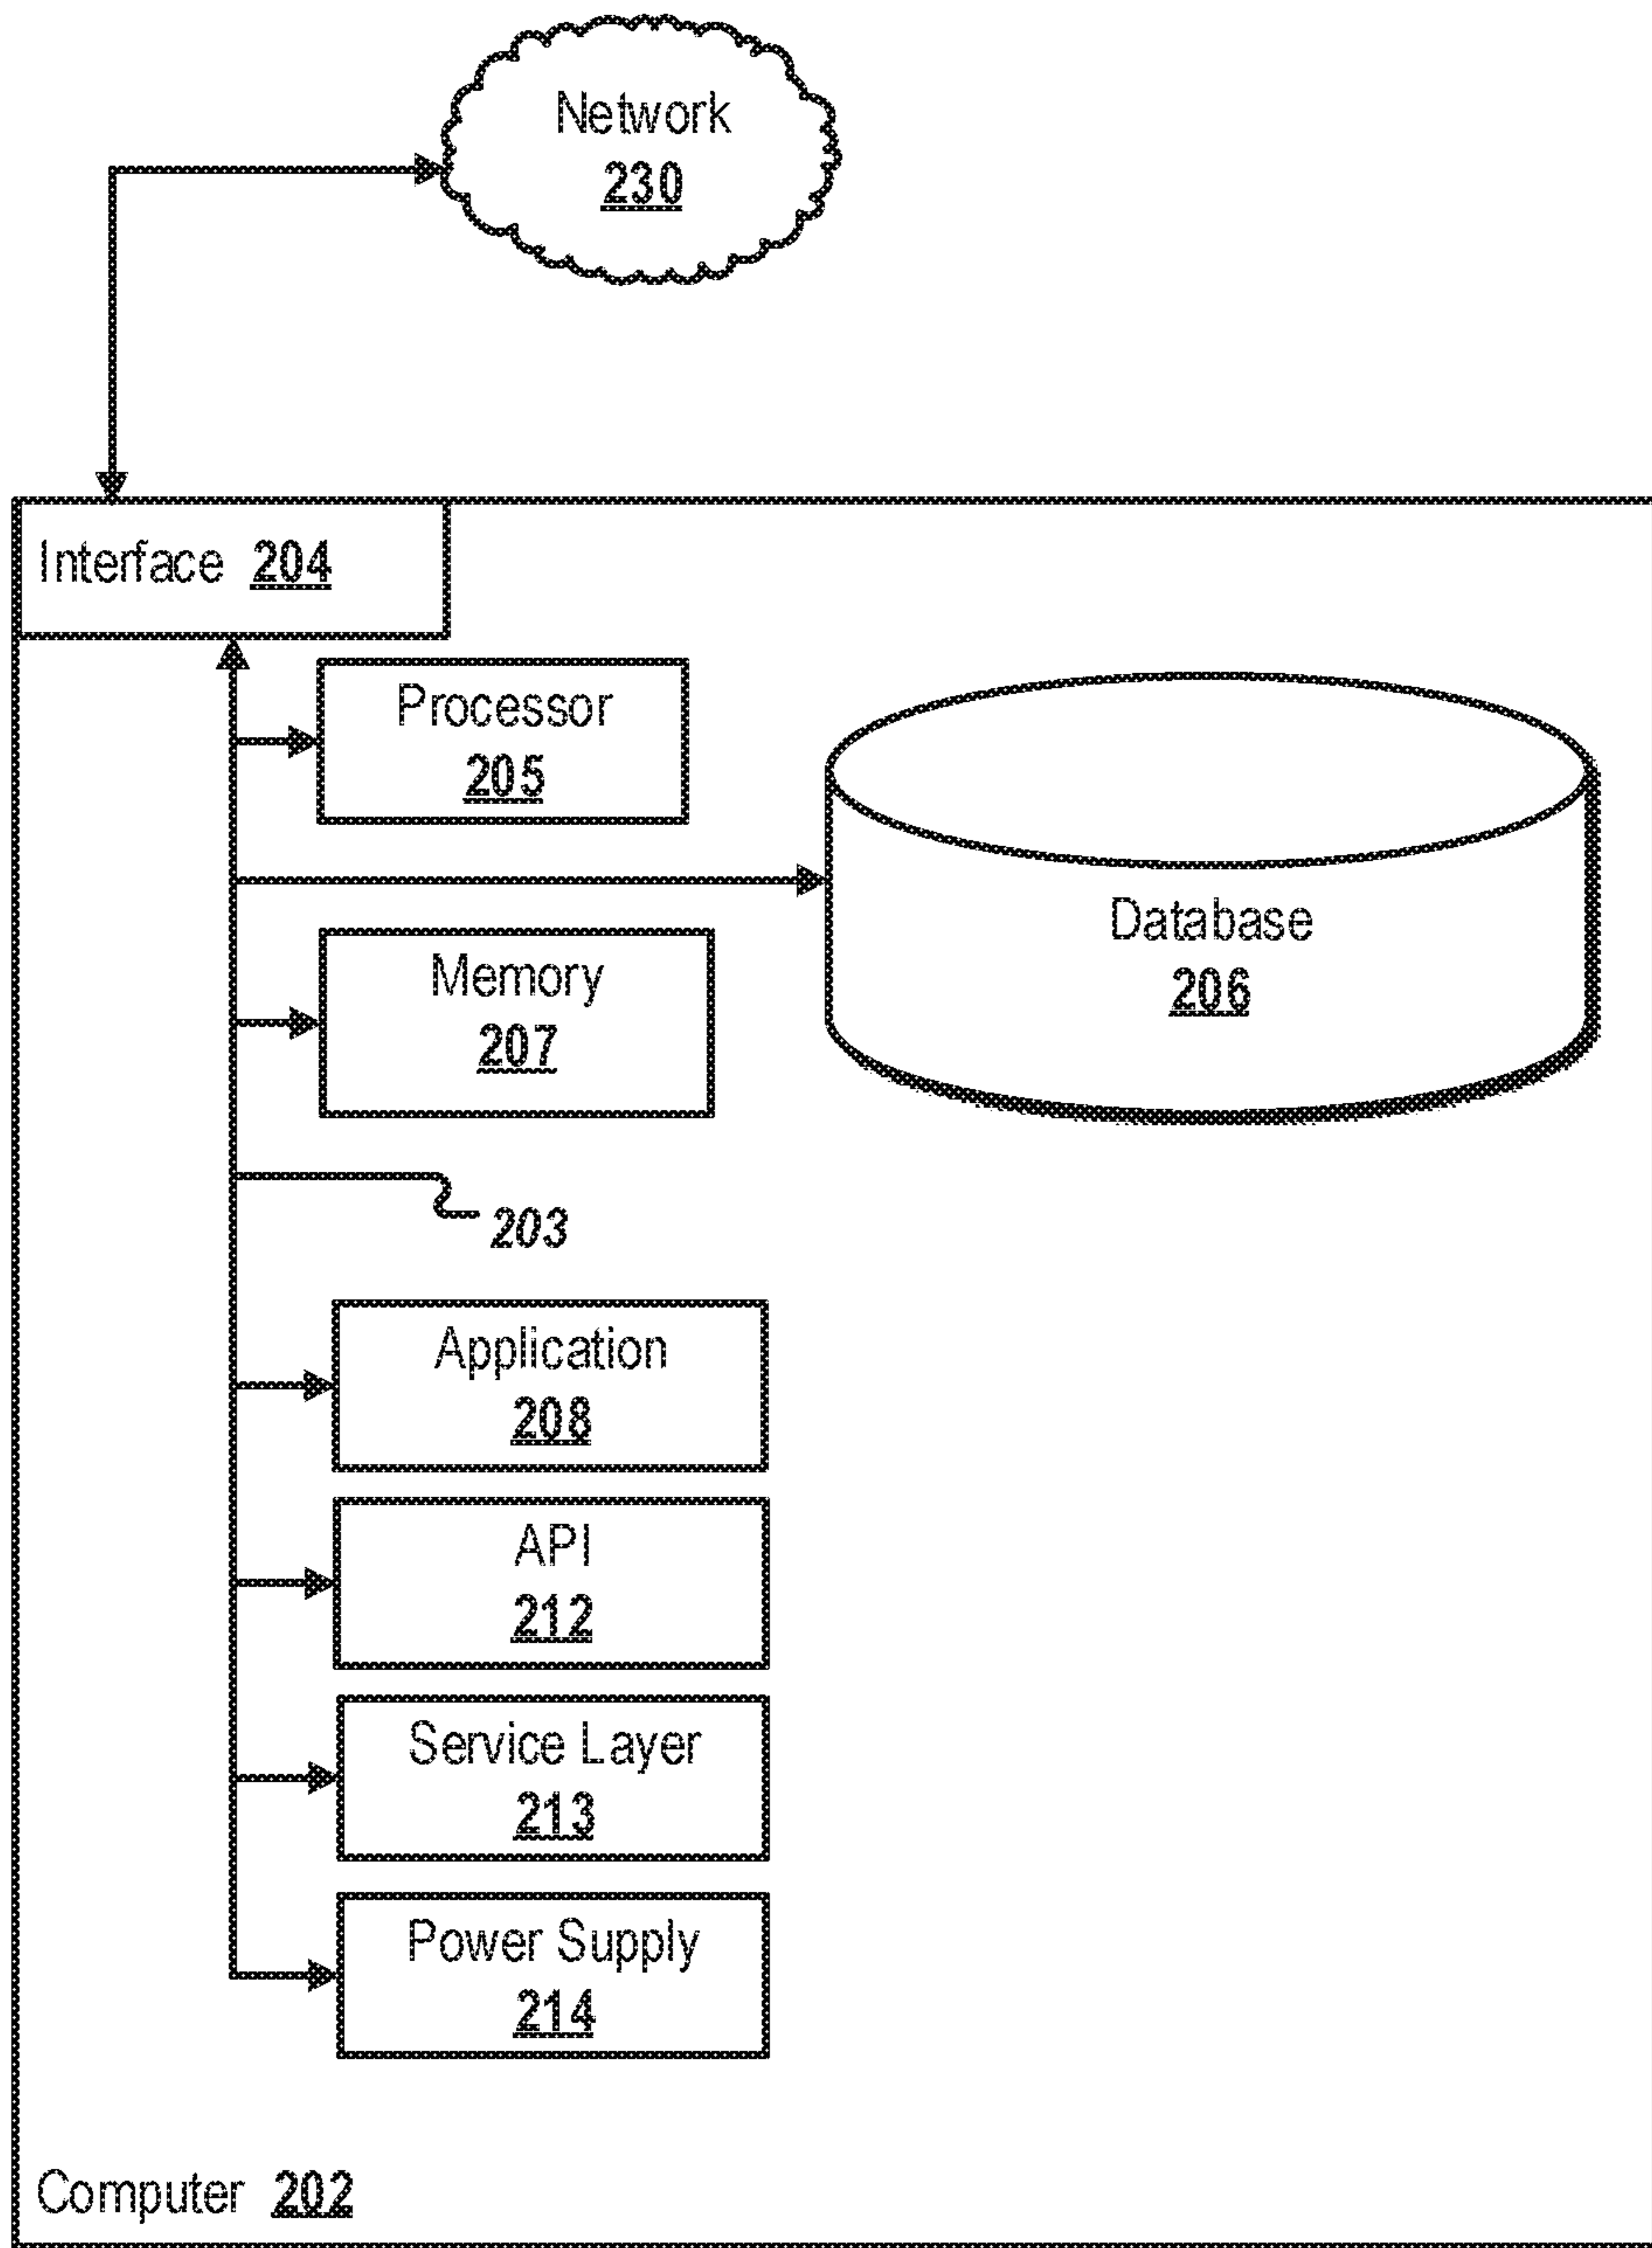 Network
230
Interface 204
Processor
205
Database
206
Memory
207
203
Application
208
API
212
Service Layer
213
Power Supply
214
Computer 202